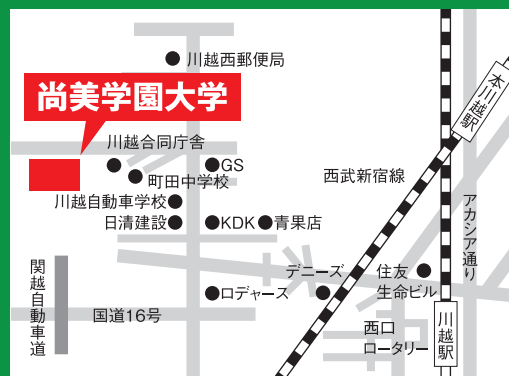 川越西郵便局
尚美学園大学
本川越駅
川越合同庁舎
GS
町田中学校
西武新宿線
川越自動車学校
アカシア通り
日清建設
KDK
青果店
関越自動車道
デニーズ
住友
生命ビル
ロヂャース
国道16号
川越駅
西口
ロータリー